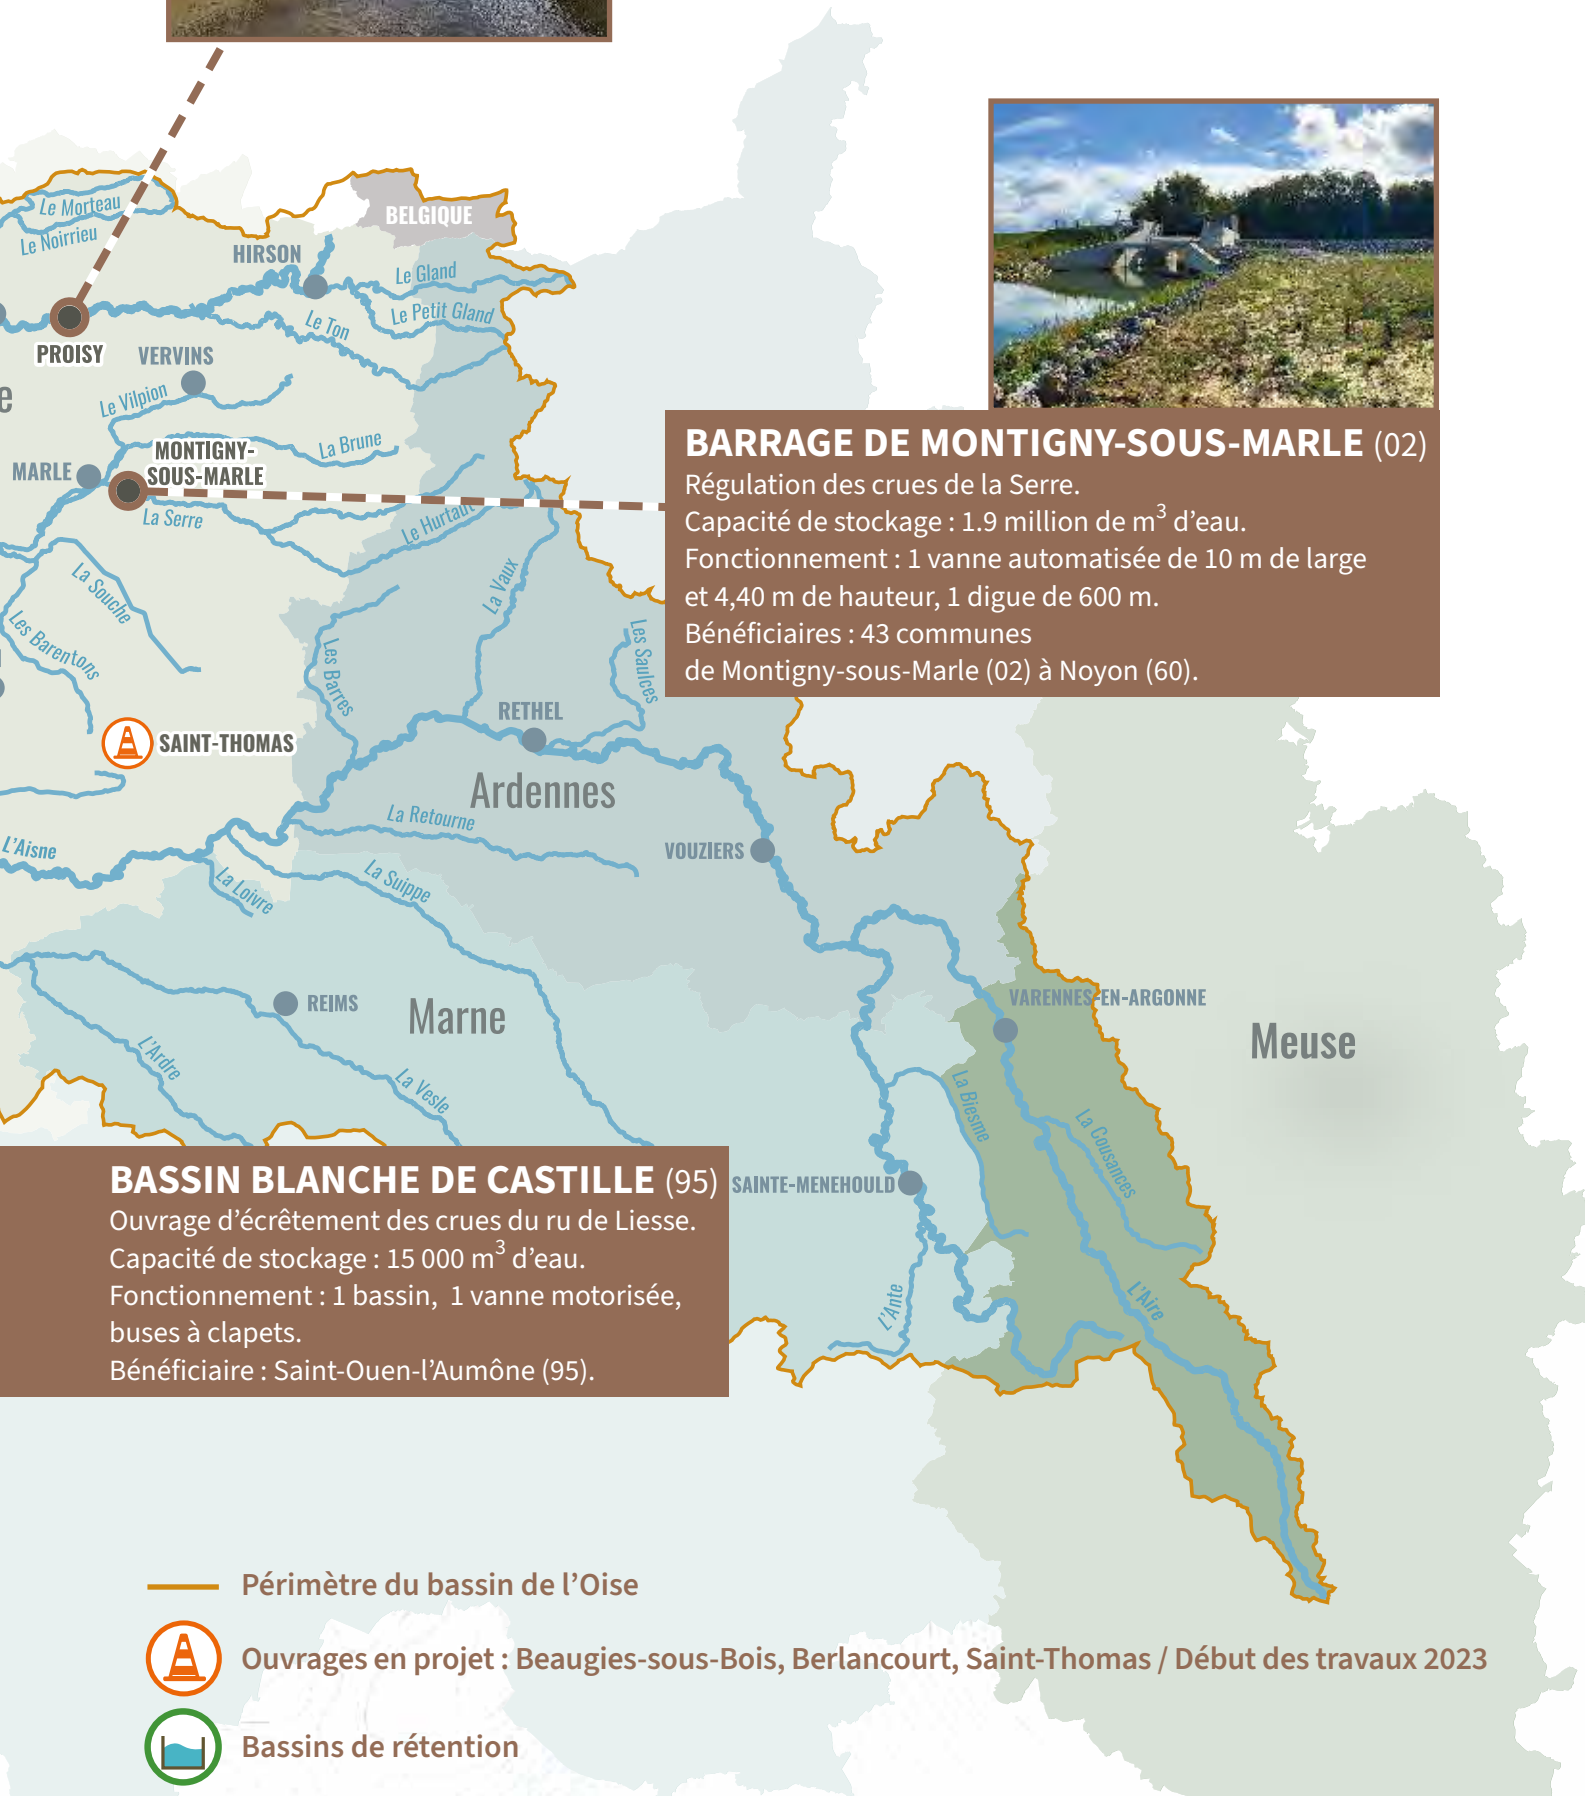 BELGIQUE
Le Morteau
Le Noirrieu
HIRSON
Le Gland
Le Petit Gland
Le Ton
PROISY
VERVINS
e
Le Vilpion
La Brune
MONTIGNY-
SOUS-MARLE
MARLE
La Serre
Le Hurtaut
BARRAGE DE MONTIGNY-SOUS-MARLE (02)
Régulation des crues de la Serre.
Capacité de stockage : 1.9 million de m³ d’eau.
Fonctionnement : 1 vanne automatisée de 10 m de large
et 4,40 m de hauteur, 1 digue de 600 m.
Bénéficiaires : 43 communes
de Montigny-sous-Marle (02) à Noyon (60).
La Souche
La Vaux
Les Barentons
Les Barres
Les Saulces
RETHEL
SAINT-THOMAS
Ardennes
La Retourne
L’Aisne
VOUZIERS
La Suippe
La Loivre
REIMS
Marne
VARENNES-EN-ARGONNE
Meuse
L’Ardre
La Vesle
La Biesme
La Cousances
BASSIN BLANCHE DE CASTILLE (95)
Ouvrage d’écrêtement des crues du ru de Liesse.
Capacité de stockage : 15 000 m³ d’eau.
Fonctionnement : 1 bassin, 1 vanne motorisée,
buses à clapets.
Bénéficiaire : Saint-Ouen-l’Aumône (95).
SAINTE-MENEHOULD
L’Ante
L’Aire
Périmètre du bassin de l’Oise
Ouvrages en projet : Beaugies-sous-Bois, Berlancourt, Saint-Thomas / Début des travaux 2023
Bassins de rétention